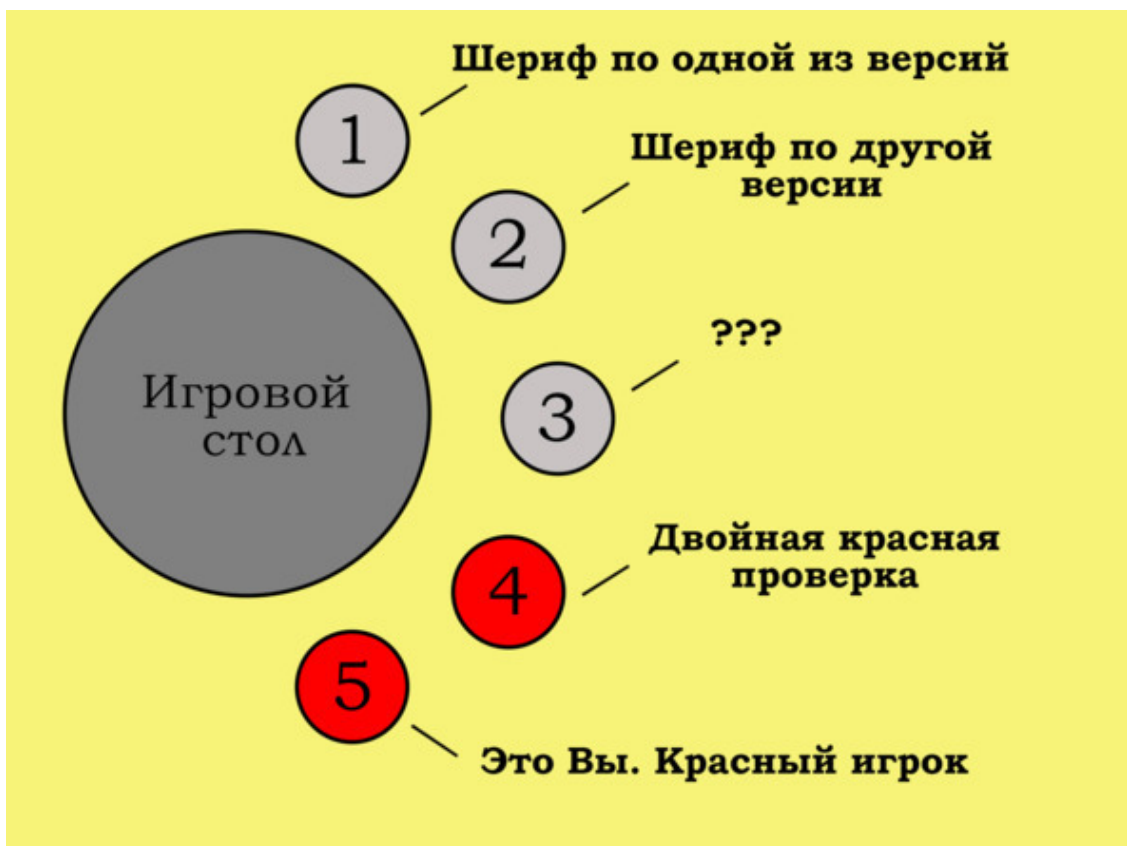 Шериф по одной из версий
1
Шериф по другой
версии
2
???
3
Игровой
стол
Двойная красная
проверка
4
5
Это Вы. Красный игрок